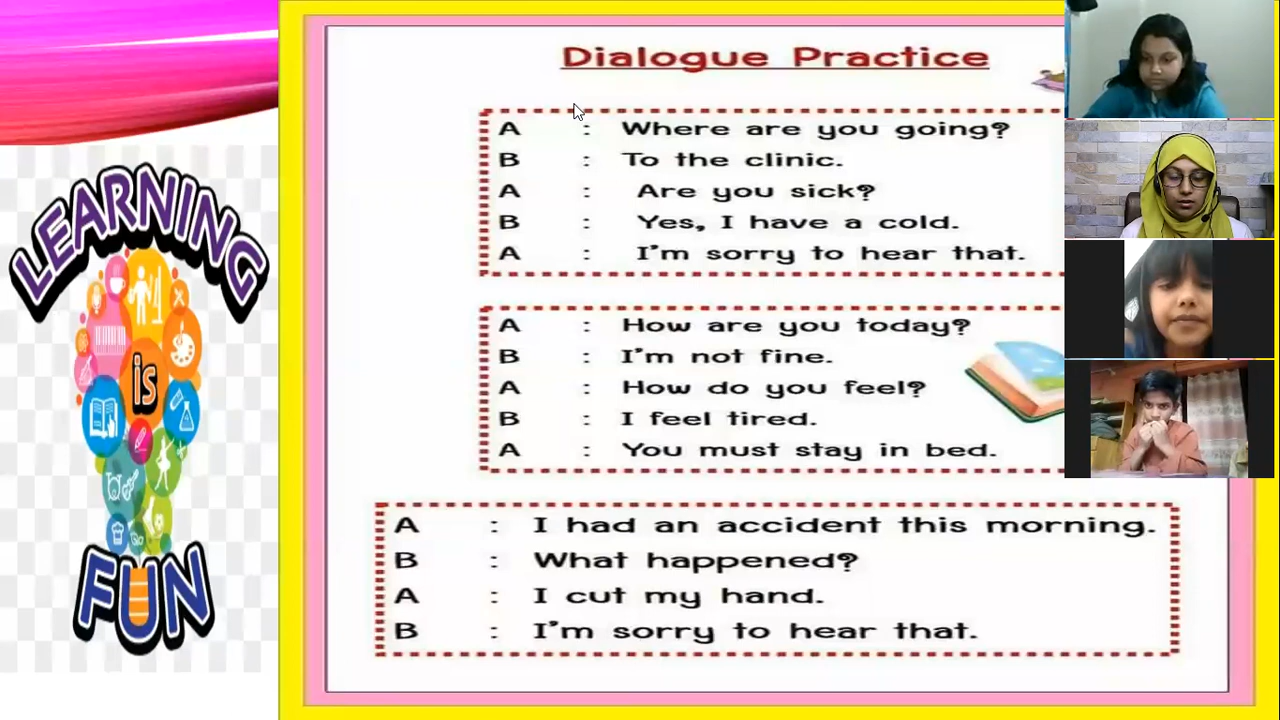 LEARNING
is
FUN
Dialogue Practice
A : Where are you going?
B : To the clinic.
A : Are you sick?
B : Yes, I have a cold.
A : I'm sorry to hear that.
A : How are you today?
B : I'm not fine.
A : How do you feel?
B : I feel tired.
A : You must stay in bed.
A : I had an accident this morning.
B : What happened?
A : I cut my hand.
B : I'm sorry to hear that.